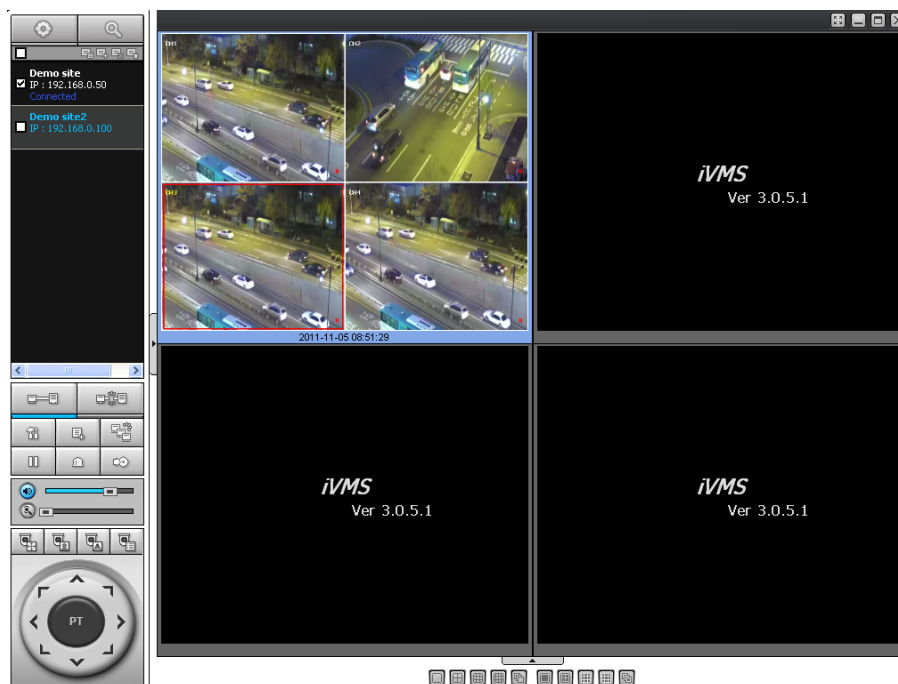 Demo site
IP : 192.168.0.50
Connected
Demo site2
IP : 192.168.0.100
CH1
CH2
CH3
CH4
2011-11-05 08:51:29
iVMS
Ver 3.0.5.1
iVMS
Ver 3.0.5.1
iVMS
Ver 3.0.5.1
PT